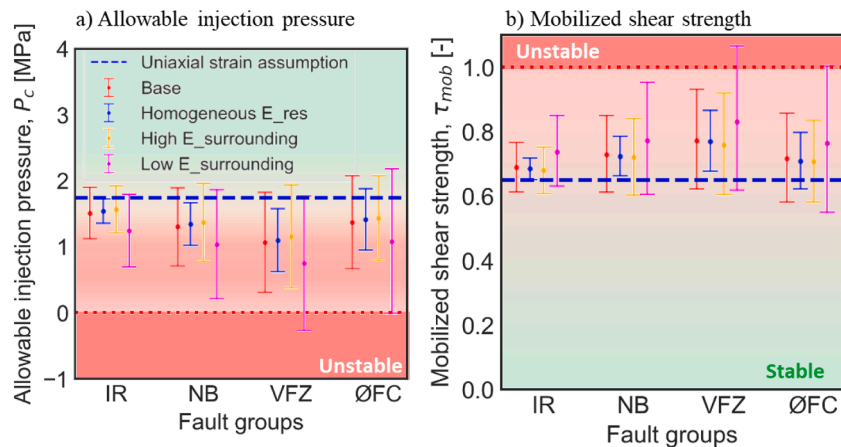 a) Allowable injection pressure
b) Mobilized shear strength
Allowable injection pressure, P_c [MPa]
4
3
2
1
0
−1
Uniaxial strain assumption
Base
Homogeneous E_res
High E_surrounding
Low E_surrounding
Unstable
IR NB VFZ ØFC
Fault groups
Mobilized shear strength, τ_mob [-]
1.0
0.8
0.6
0.4
0.2
0.0
Unstable
Stable
IR NB VFZ ØFC
Fault groups